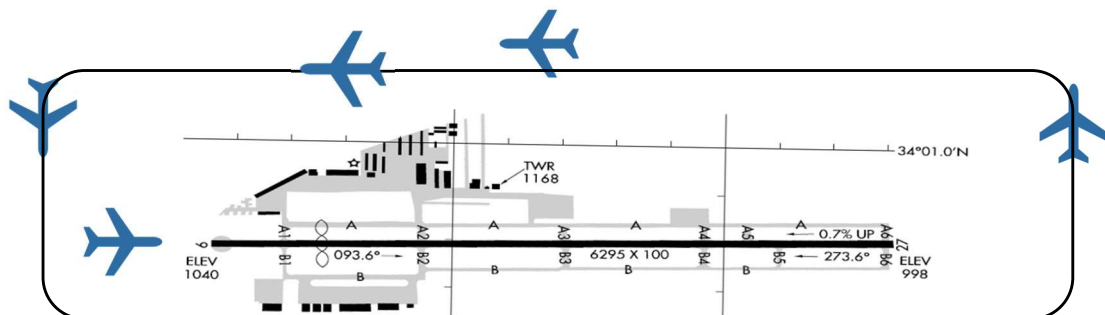 34°01.0'N
TWR
1168
A
A
A
A
A1
A2
A3
A4
A5
A6
0.7% UP
9
27
ELEV
1040
B1
093.6°
B2
B3
6295 X 100
B4
B5
273.6°
B6
ELEV
998
B
B
B
B